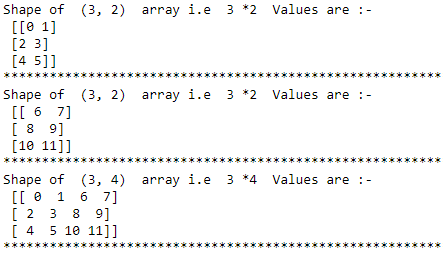 Shape of  (3, 2)  array i.e  3 *2  Values are :-
 [[0 1]
 [2 3]
 [4 5]]
*********************************************************
Shape of  (3, 2)  array i.e  3 *2  Values are :-
 [[ 6  7]
 [ 8  9]
 [10 11]]
*********************************************************
Shape of  (3, 4)  array i.e  3 *4  Values are :-
 [[ 0  1  6  7]
 [ 2  3  8  9]
 [ 4  5 10 11]]
*********************************************************